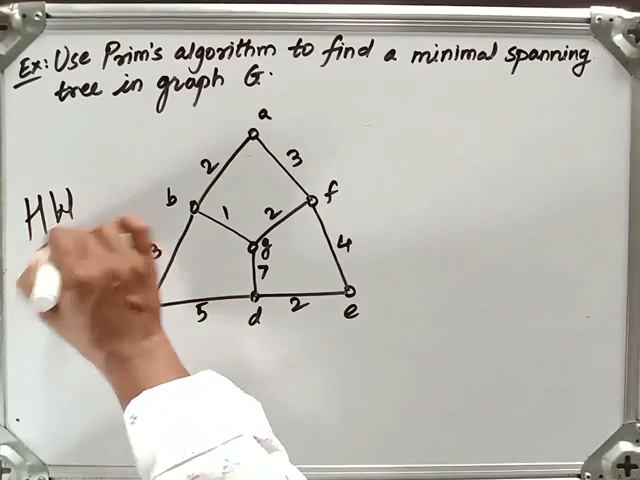 Ex: Use Prim's algorithm to find a minimal spanning
tree in graph G.
a
2 3
b f
HW
1 2
3 g 4
7
5 d 2 e